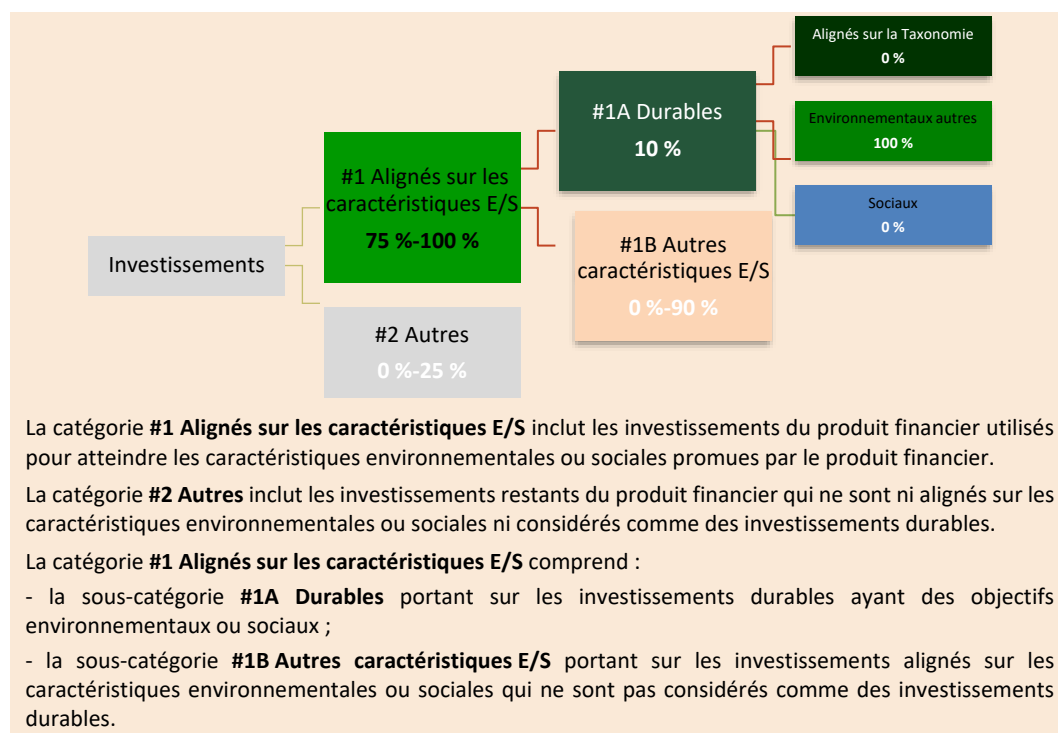 Alignés sur la Taxonomie
0 %
#1A Durables
10 %
Environnementaux autres
100 %
#1 Alignés sur les
caractéristiques E/S
75 %-100 %
Sociaux
0 %
#1B Autres
caractéristiques E/S
0 %-90 %
Investissements
#2 Autres
0 %-25 %
La catégorie #1 Alignés sur les caractéristiques E/S inclut les investissements du produit financier utilisés
pour atteindre les caractéristiques environnementales ou sociales promues par le produit financier.
La catégorie #2 Autres inclut les investissements restants du produit financier qui ne sont ni alignés sur les
caractéristiques environnementales ou sociales ni considérés comme des investissements durables.
La catégorie #1 Alignés sur les caractéristiques E/S comprend :
- la sous-catégorie #1A Durables portant sur les investissements durables ayant des objectifs
environnementaux ou sociaux ;
- la sous-catégorie #1B Autres caractéristiques E/S portant sur les investissements alignés sur les
caractéristiques environnementales ou sociales qui ne sont pas considérés comme des investissements
durables.